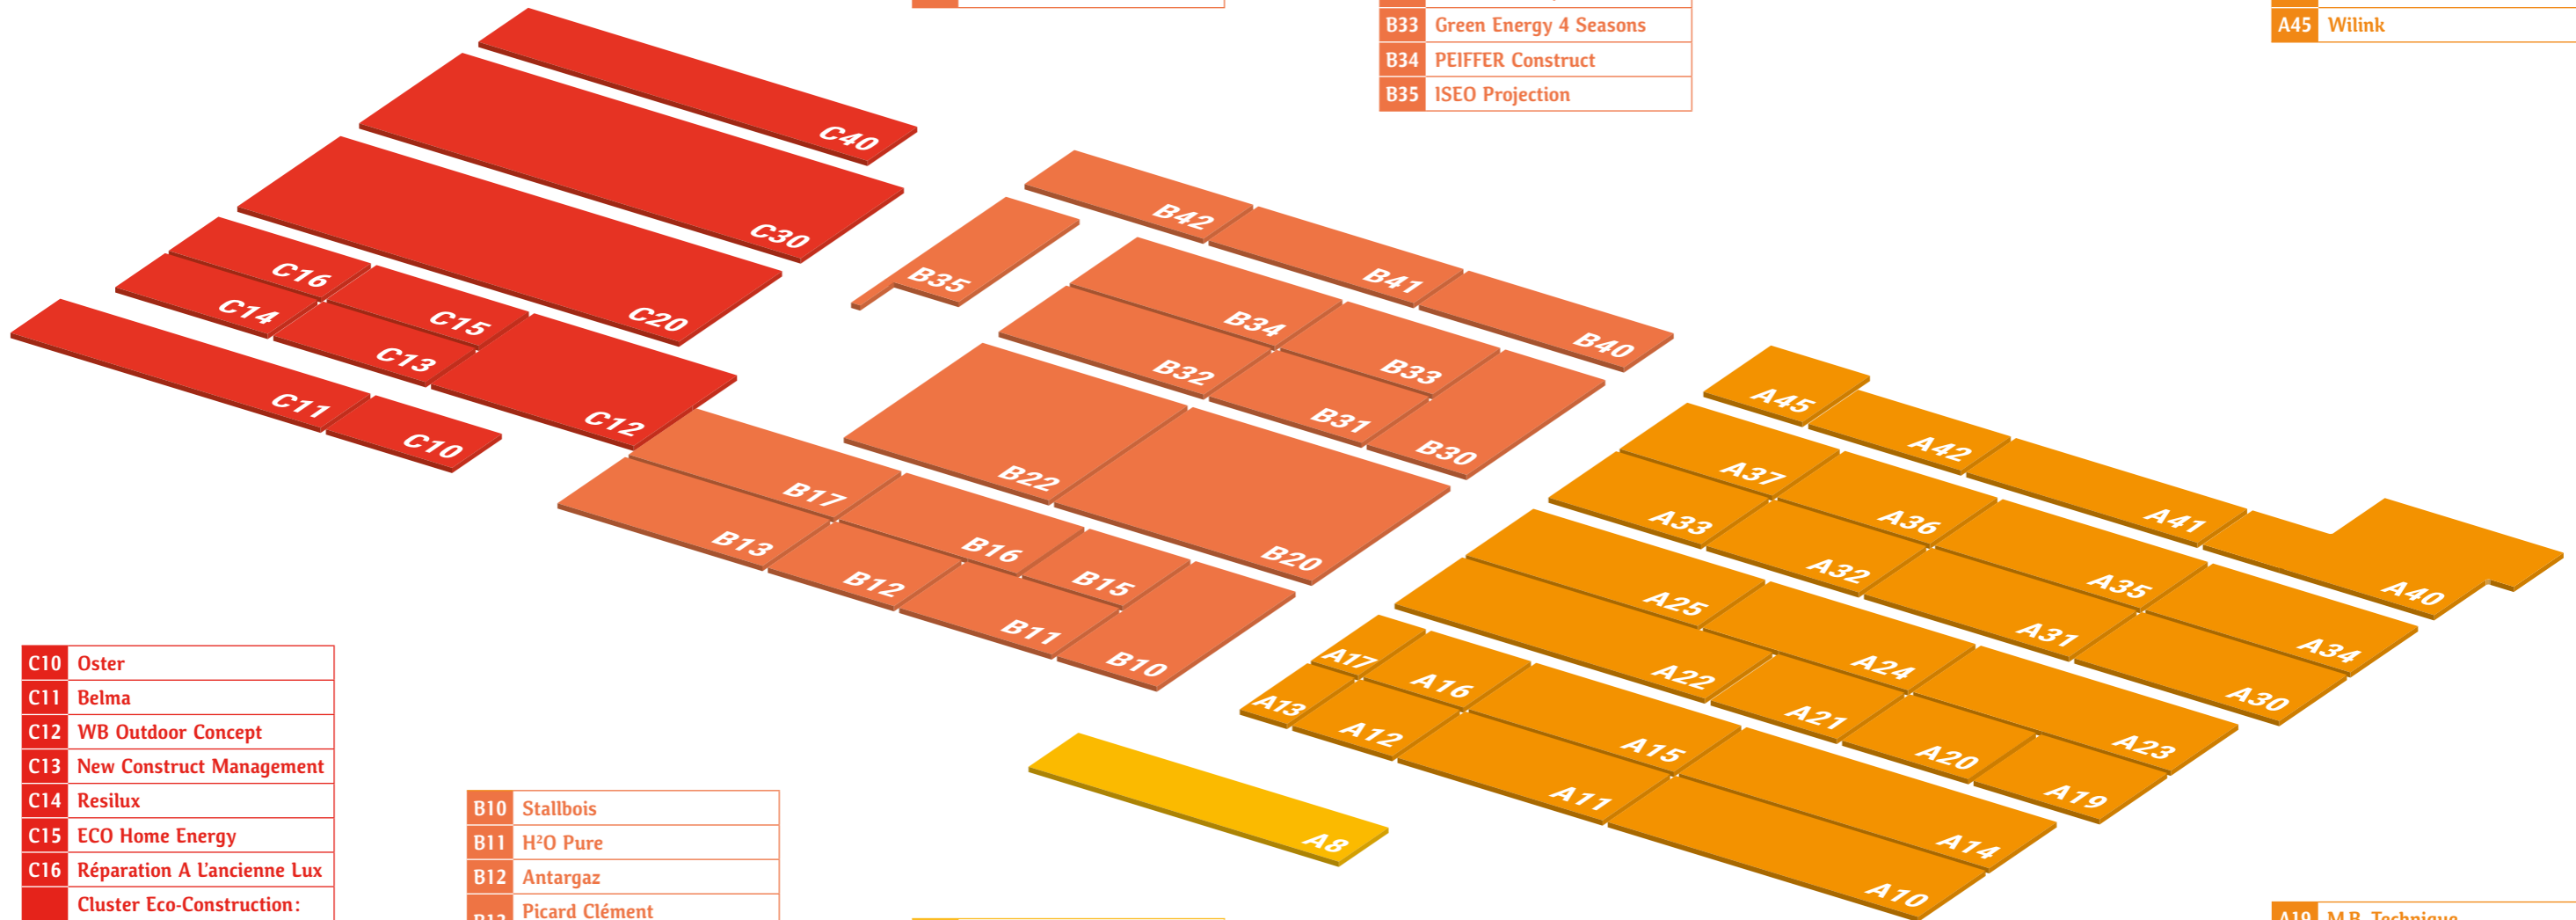 B33 Green Energy 4 Seasons
B34 PEIFFER Construct
B35 ISEO Projection
A45 Wilink
C40
C30
C20
C16
C15
C14
C13
C12
C11
C10
B42
B41
B40
B35
B34
B33
B32
B31
B30
B22
B20
B17
B16
B15
B13
B12
B11
B10
A45
A42
A41
A40
A37
A36
A35
A34
A33
A32
A31
A30
A25
A24
A23
A22
A21
A20
A19
A17
A16
A15
A14
A13
A12
A11
A10
A8
C10 Oster
C11 Belma
C12 WB Outdoor Concept
C13 New Construct Management
C14 Resilux
C15 ECO Home Energy
C16 Réparation A L'ancienne Lux
Cluster Eco-Construction:
B10 Stallbois
B11 H²O Pure
B12 Antargaz
B13 Picard Clément
A19 M.B. Technique